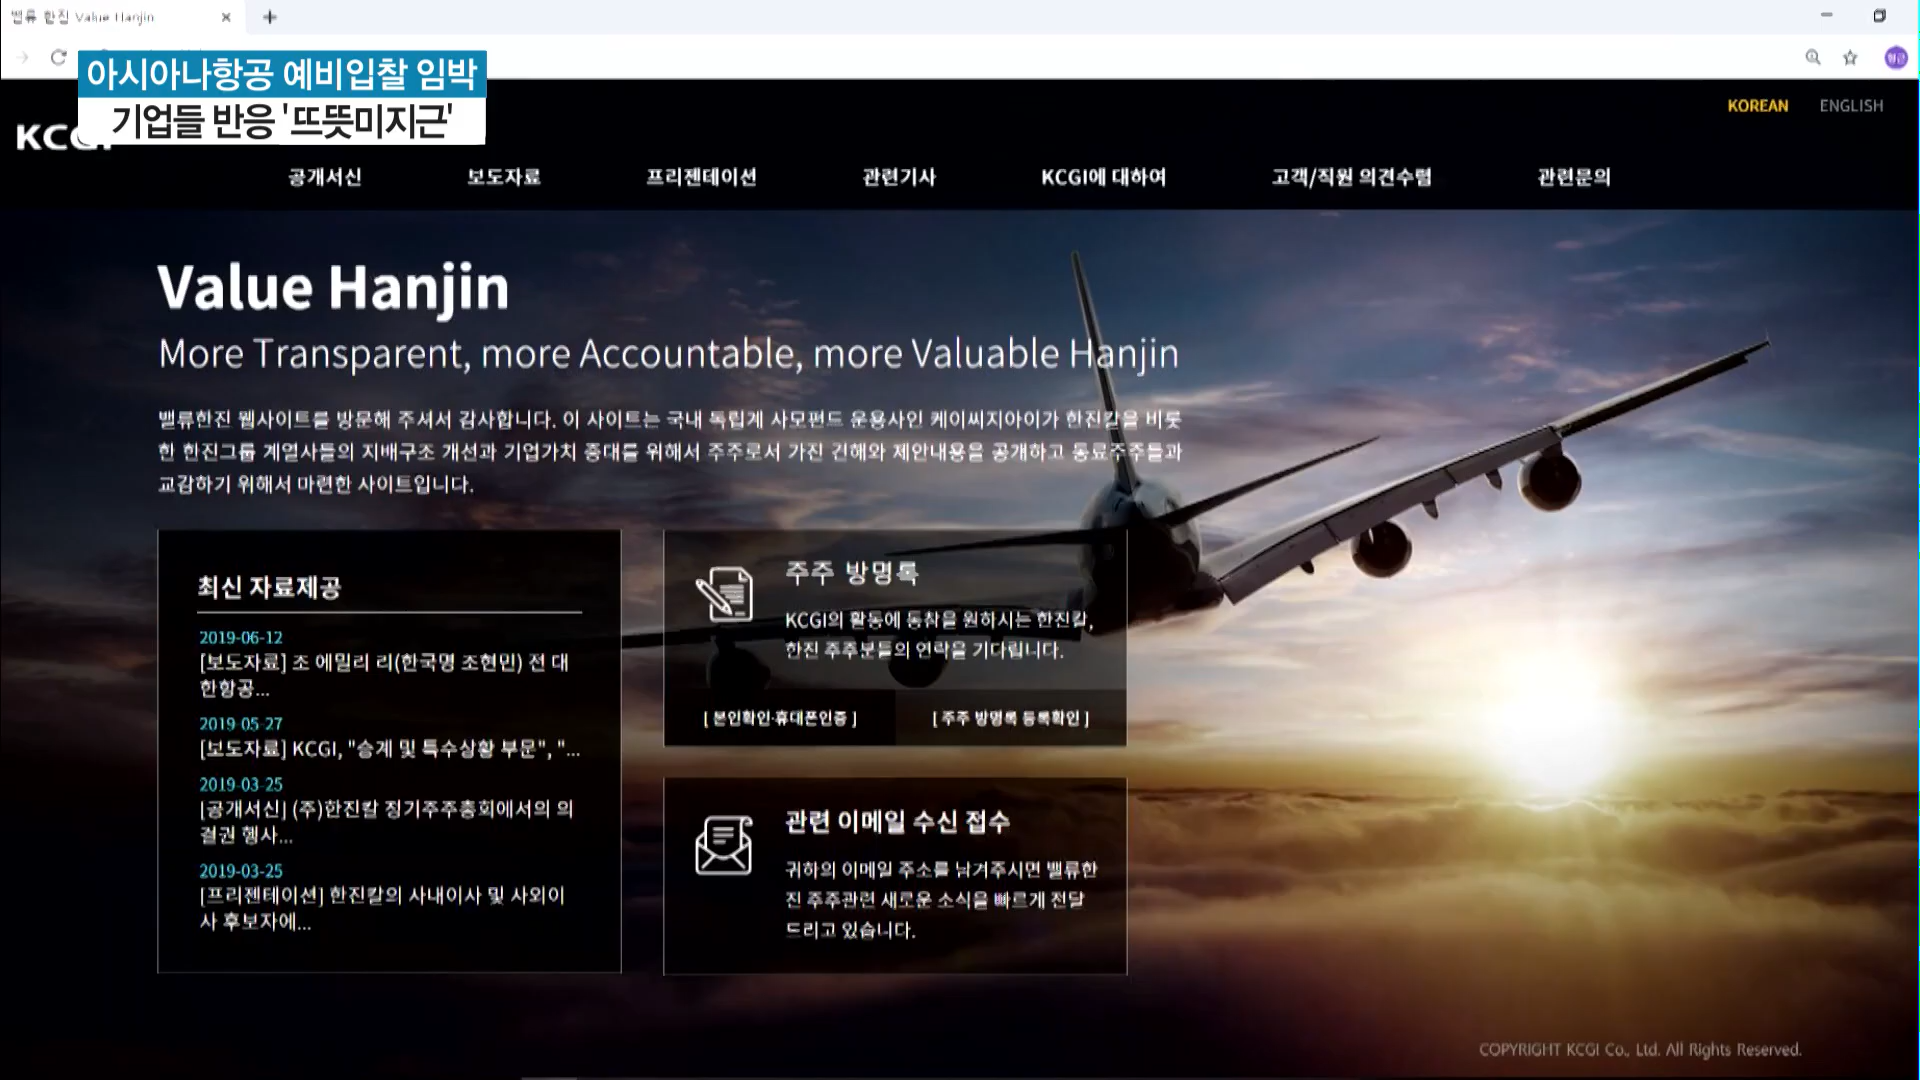 밸류 한진 Value Hanjin
아시아나항공 예비입찰 임박
기업들 반응 '뜨뜻미지근'
KOREAN ENGLISH
공개서신 보도자료 프리젠테이션 관련기사 KCGI에 대하여 고객/직원 의견수렴 관련문의
Value Hanjin
More Transparent, more Accountable, more Valuable Hanjin
밸류한진 웹사이트를 방문해 주셔서 감사합니다. 이 사이트는 국내 독립계 사모펀드 운용사인 케이씨지아이가 한진칼을 비롯
한 한진그룹 계열사들의 지배구조 개선과 기업가치 증대를 위해서 주주로서 가진 견해와 제안내용을 공개하고 동료주주들과
교감하기 위해서 마련한 사이트입니다.
최신 자료제공
2019-06-12
[보도자료] 조 에밀리 리(한국명 조현민) 전 대
한항공...
2019-05-27
[보도자료] KCGI, "승계 및 특수상황 부문", "...
2019-03-25
[공개서신] (주)한진칼 정기주주총회에서의 의
결권 행사...
2019-03-25
[프리젠테이션] 한진칼의 사내이사 및 사외이
사 후보자에...
주주 방명록
KCGI의 활동에 동참을 원하시는 한진칼,
한진 주주분들의 연락을 기다립니다.
[ 본인확인·휴대폰인증 ] [ 주주 방명록 등록확인 ]
관련 이메일 수신 접수
귀하의 이메일 주소를 남겨주시면 밸류한
진 주주관련 새로운 소식을 빠르게 전달
드리고 있습니다.
COPYRIGHT KCGI Co., Ltd. All Rights Reserved.